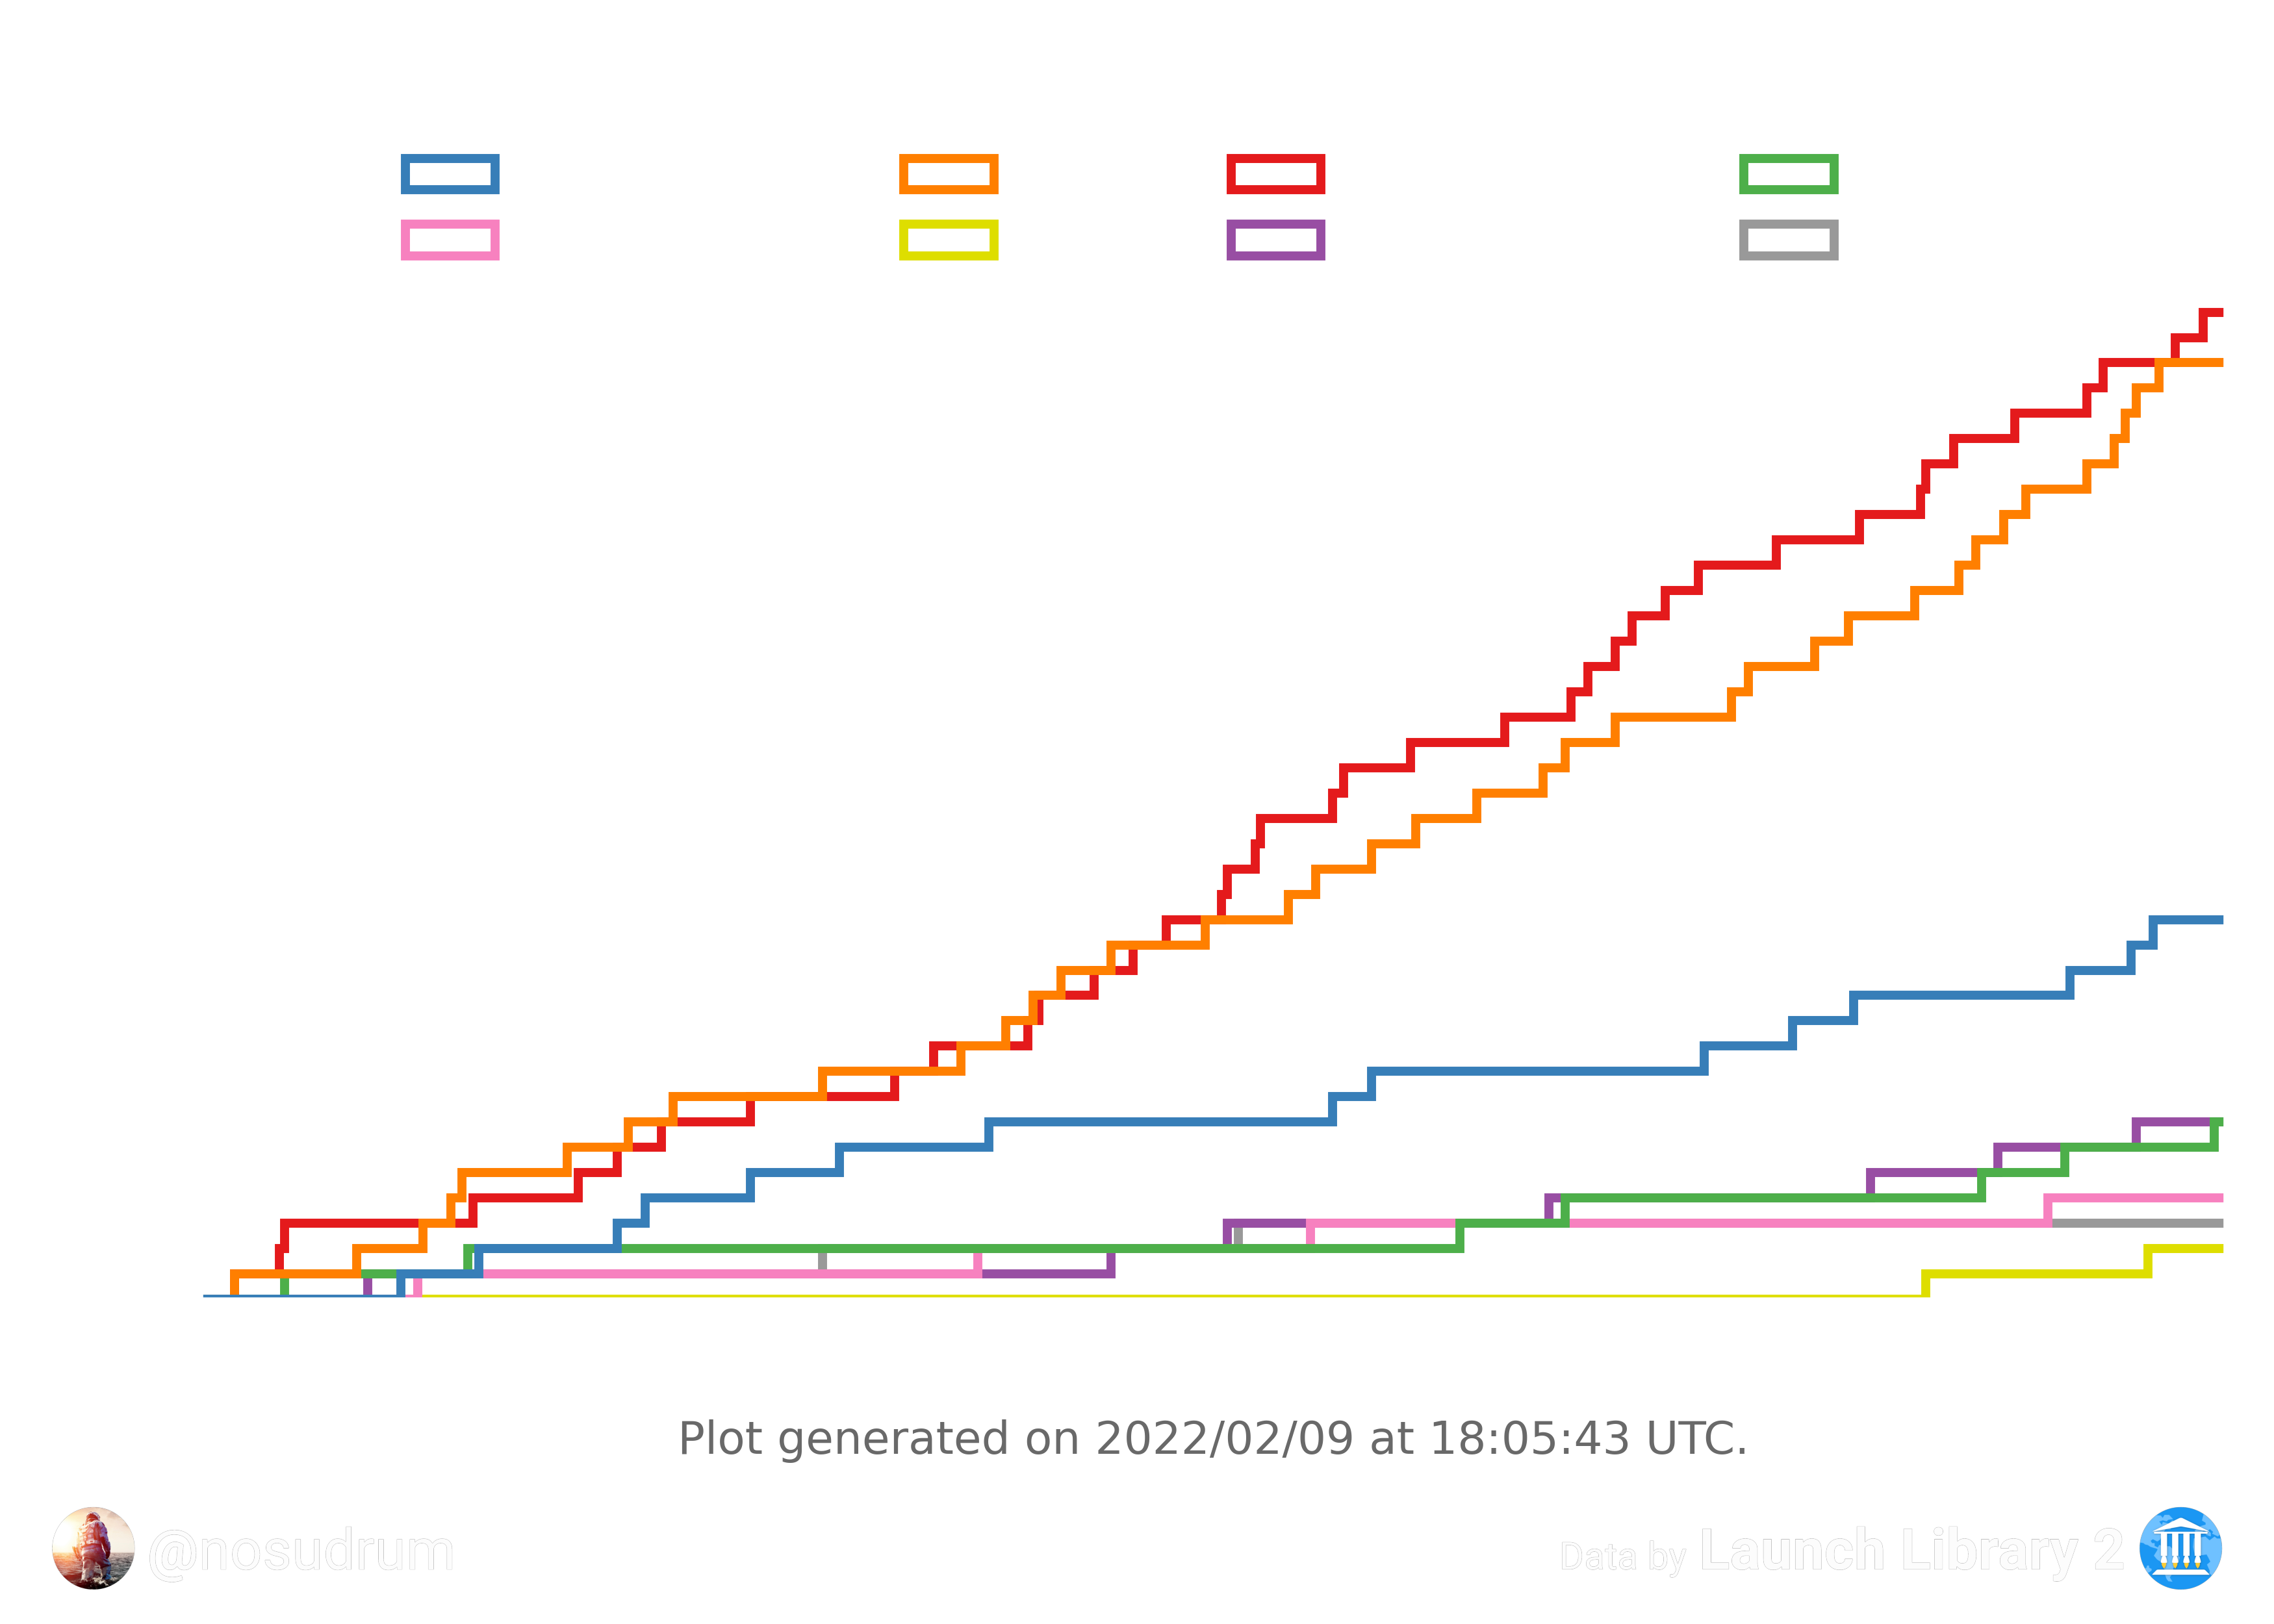 Plot generated on 2022/02/09 at 18:05:43 UTC.
@nosudrum
Data by Launch Library 2